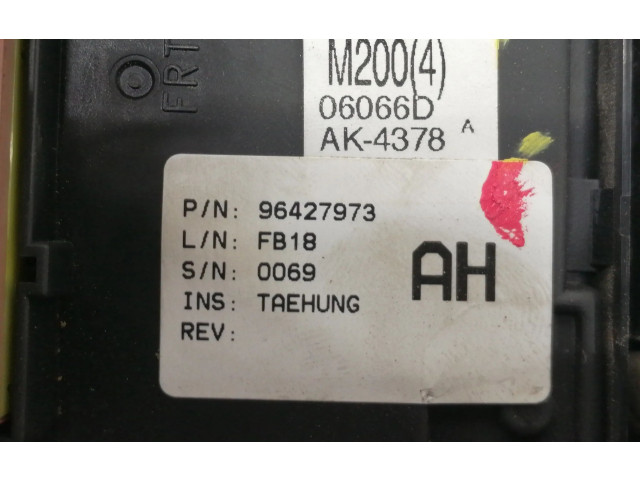 FRT
M200(4)
06066D
AK-4378 A
P/N: 96427973
L/N: FB18
S/N: 0069
INS: TAEHUNG
REV:
AH